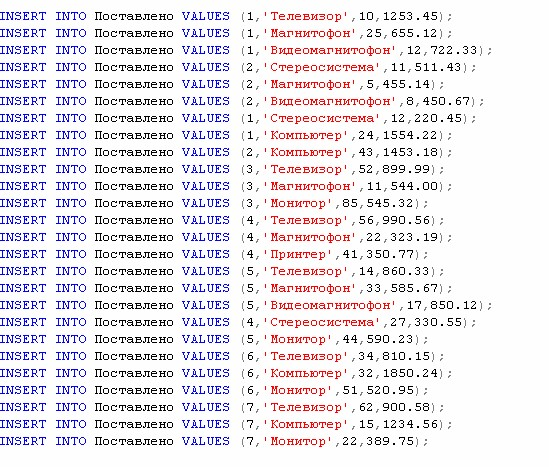 INSERT INTO Поставлено VALUES (1,'Телевизор',10,1253.45);
INSERT INTO Поставлено VALUES (1,'Магнитофон',25,655.12);
INSERT INTO Поставлено VALUES (1,'Видеомагнитофон',12,722.33);
INSERT INTO Поставлено VALUES (2,'Стереосистема',11,511.43);
INSERT INTO Поставлено VALUES (2,'Магнитофон',5,455.14);
INSERT INTO Поставлено VALUES (2,'Видеомагнитофон',8,450.67);
INSERT INTO Поставлено VALUES (1,'Стереосистема',12,220.45);
INSERT INTO Поставлено VALUES (1,'Компьютер',24,1554.22);
INSERT INTO Поставлено VALUES (2,'Компьютер',43,1453.18);
INSERT INTO Поставлено VALUES (3,'Телевизор',52,899.99);
INSERT INTO Поставлено VALUES (3,'Магнитофон',11,544.00);
INSERT INTO Поставлено VALUES (3,'Монитор',85,545.32);
INSERT INTO Поставлено VALUES (4,'Телевизор',56,990.56);
INSERT INTO Поставлено VALUES (4,'Магнитофон',22,323.19);
INSERT INTO Поставлено VALUES (4,'Принтер',41,350.77);
INSERT INTO Поставлено VALUES (5,'Телевизор',14,860.33);
INSERT INTO Поставлено VALUES (5,'Магнитофон',33,585.67);
INSERT INTO Поставлено VALUES (5,'Видеомагнитофон',17,850.12);
INSERT INTO Поставлено VALUES (4,'Стереосистема',27,330.55);
INSERT INTO Поставлено VALUES (5,'Монитор',44,590.23);
INSERT INTO Поставлено VALUES (6,'Телевизор',34,810.15);
INSERT INTO Поставлено VALUES (6,'Компьютер',32,1850.24);
INSERT INTO Поставлено VALUES (6,'Монитор',51,520.95);
INSERT INTO Поставлено VALUES (7,'Телевизор',62,900.58);
INSERT INTO Поставлено VALUES (7,'Компьютер',15,1234.56);
INSERT INTO Поставлено VALUES (7,'Монитор',22,389.75);